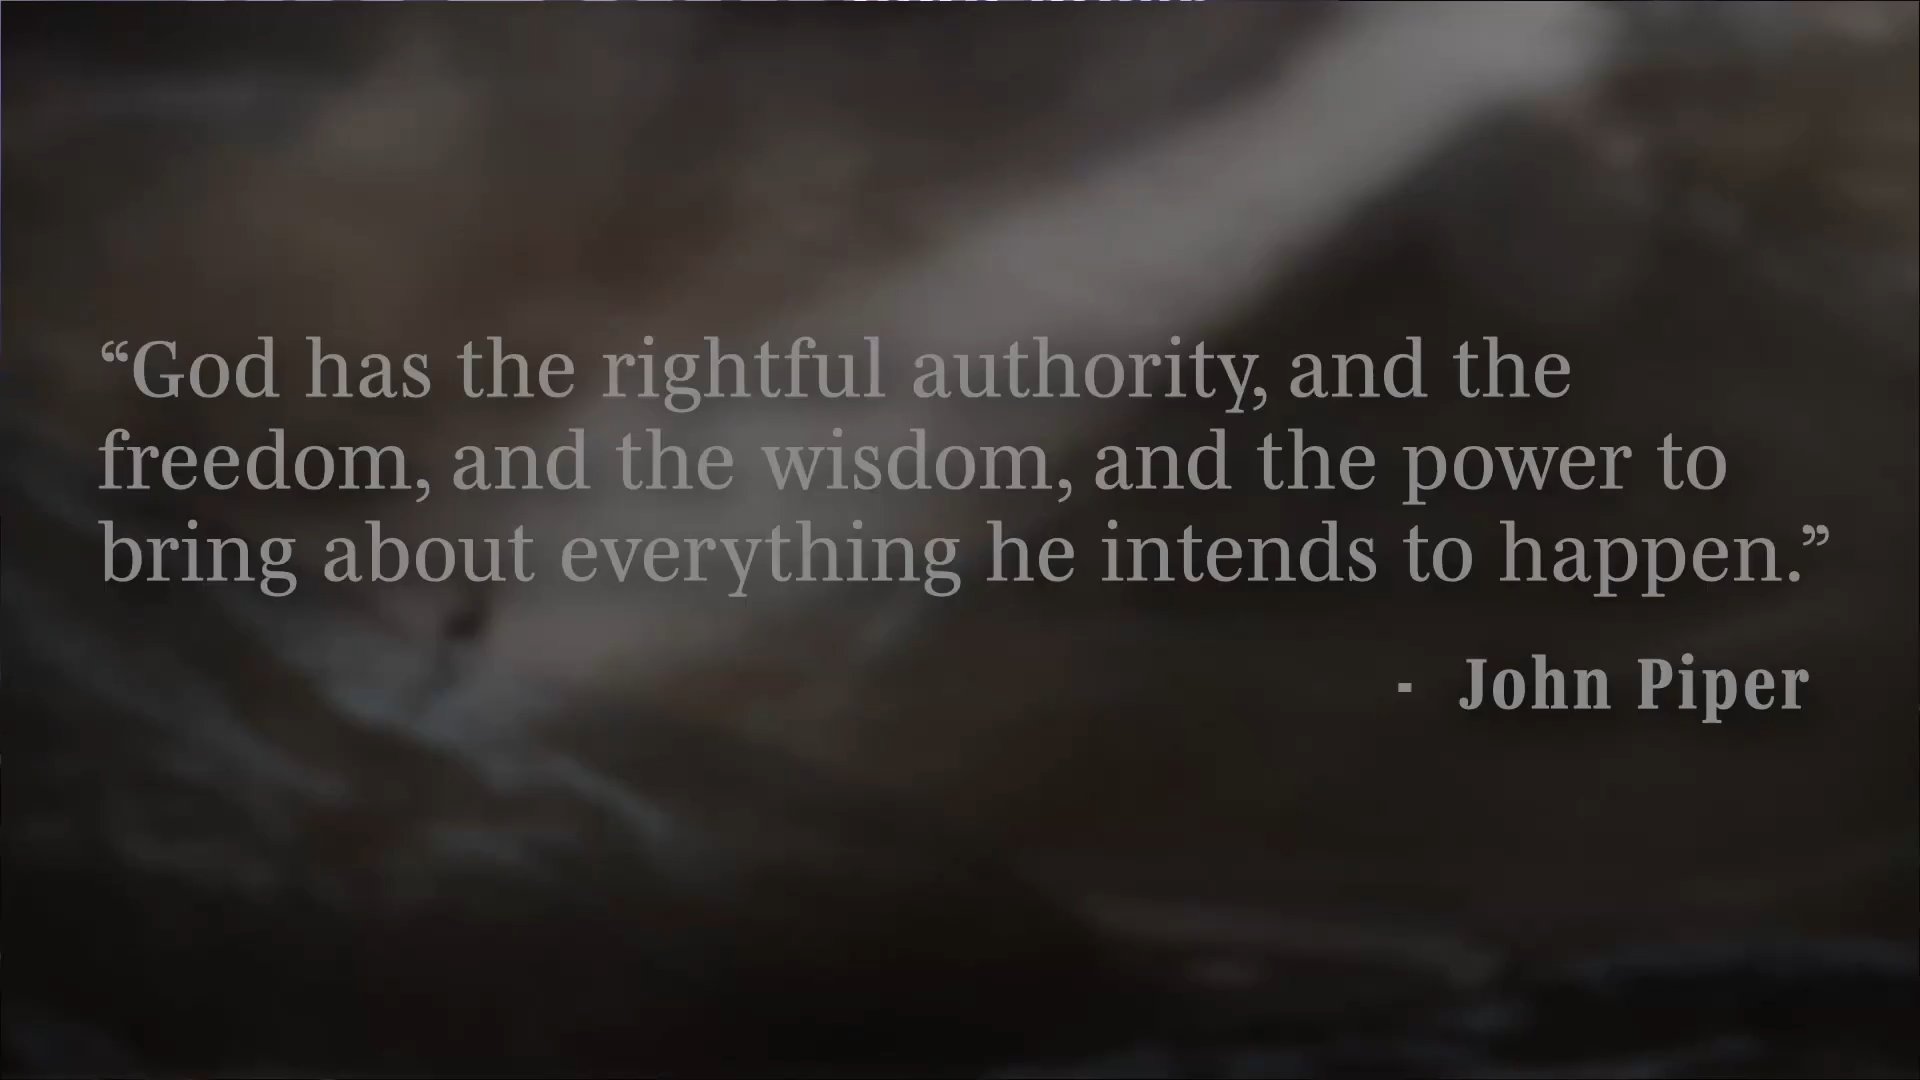 “God has the rightful authority, and the
freedom, and the wisdom, and the power to
bring about everything he intends to happen.”
- John Piper